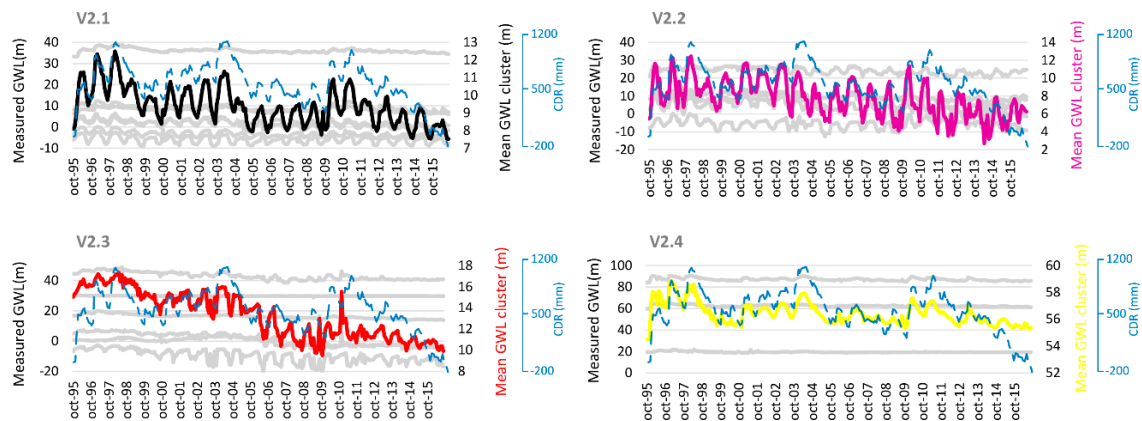 V2.1
Measured GWL(m)
40
30
20
10
0
-10
oct-95
oct-96
oct-97
oct-98
oct-99
oct-00
oct-01
oct-02
oct-03
oct-04
oct-05
oct-06
oct-07
oct-08
oct-09
oct-10
oct-11
oct-12
oct-13
oct-14
oct-15
13
12
11
10
9
8
7
Mean GWL cluster (m)
1200
500
-200
CDR (mm)
V2.2
Measured GWL(m)
40
30
20
10
0
-10
-20
oct-95
oct-96
oct-97
oct-98
oct-99
oct-00
oct-01
oct-02
oct-03
oct-04
oct-05
oct-06
oct-07
oct-08
oct-09
oct-10
oct-11
oct-12
oct-13
oct-14
oct-15
14
12
10
8
6
4
2
Mean GWL cluster (m)
1200
500
-200
CDR (mm)
V2.3
Measured GWL(m)
40
20
0
-20
oct-95
oct-96
oct-97
oct-98
oct-99
oct-00
oct-01
oct-02
oct-03
oct-04
oct-05
oct-06
oct-07
oct-08
oct-09
oct-10
oct-11
oct-12
oct-13
oct-14
oct-15
18
16
14
12
10
8
Mean GWL cluster (m)
1200
500
-200
CDR (mm)
V2.4
Measured GWL(m)
100
80
60
40
20
0
oct-95
oct-96
oct-97
oct-98
oct-99
oct-00
oct-01
oct-02
oct-03
oct-04
oct-05
oct-06
oct-07
oct-08
oct-09
oct-10
oct-11
oct-12
oct-13
oct-14
oct-15
60
58
56
54
52
Mean GWL cluster (m)
1200
500
-200
CDR (mm)